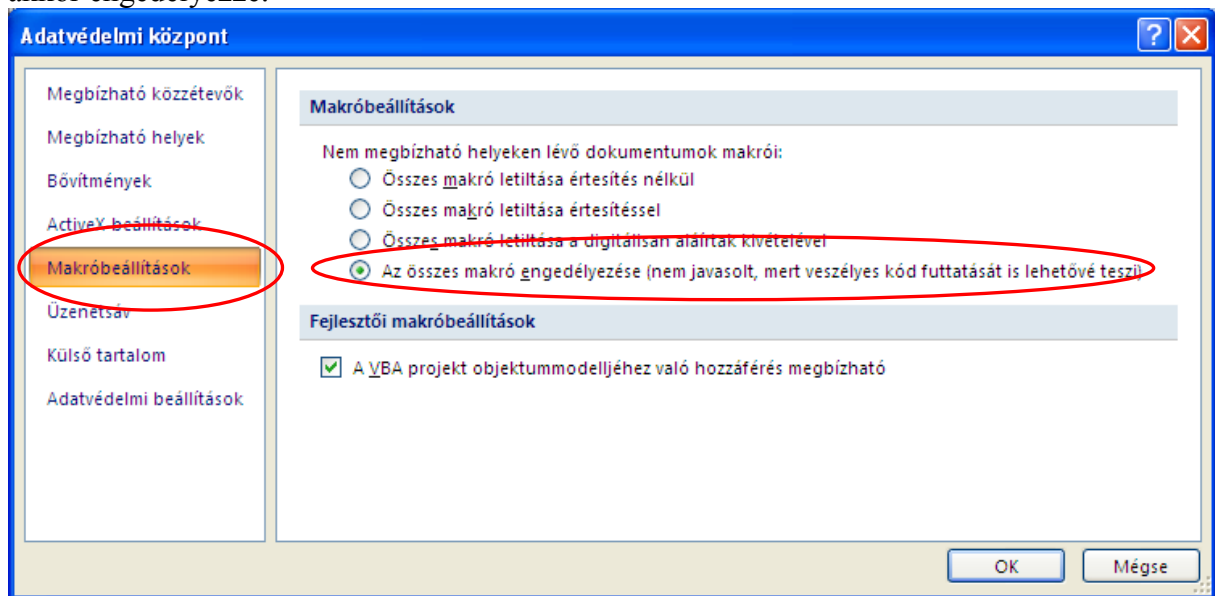 akkor engedélyezze.
Adatvédelmi központ
Megbízható közzétevők
Megbízható helyek
Bővítmények
ActiveX-beállítások
Makróbeállítások
Üzenetsáv
Külső tartalom
Adatvédelmi beállítások
Makróbeállítások
Nem megbízható helyeken lévő dokumentumok makrói:
Összes makró letiltása értesítés nélkül
Összes makró letiltása értesítéssel
Összes makró letiltása a digitálisan aláírtak kivételével
Az összes makró engedélyezése (nem javasolt, mert veszélyes kód futtatását is lehetővé teszi)
Fejlesztői makróbeállítások
A VBA projekt objektummodelljéhez való hozzáférés megbízható
OK Mégse